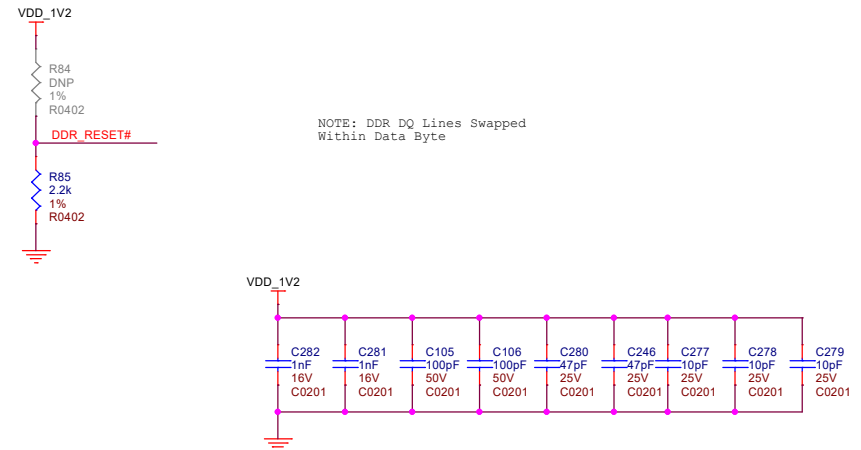 VDD_1V2
R84
DNP
1%
R0402
DDR_RESET#
R85
2.2k
1%
R0402
NOTE: DDR DQ Lines Swapped
Within Data Byte
VDD_1V2
C282
1nF
16V
C0201
C281
1nF
16V
C0201
C105
100pF
50V
C0201
C106
100pF
50V
C0201
C280
47pF
25V
C0201
C246
47pF
25V
C0201
C277
10pF
25V
C0201
C278
10pF
25V
C0201
C279
10pF
25V
C0201